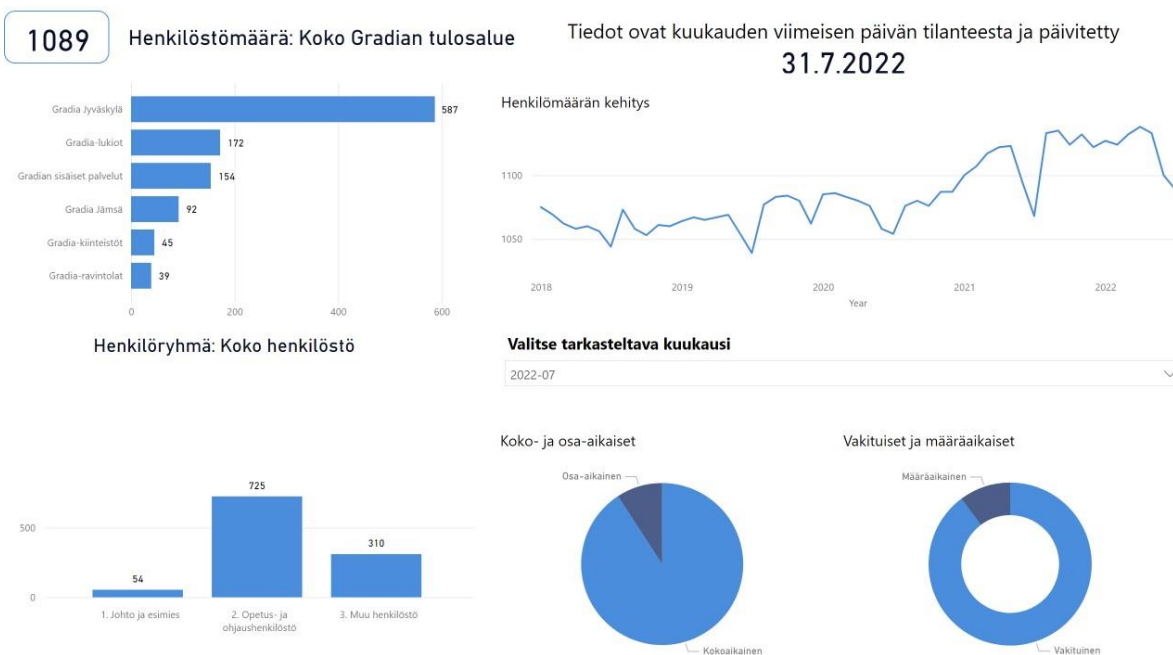 1089
Henkilöstömäärä: Koko Gradian tulosalue
Tiedot ovat kuukauden viimeisen päivän tilanteesta ja päivitetty
31.7.2022
Gradia Jyväskylä
587
Gradia-lukiot
172
Gradian sisäiset palvelut
154
Gradia Jämsä
92
Gradia-kiinteistöt
45
Gradia-ravintolat
39
0
200
400
600
Henkilömäärän kehitys
1100
1050
2018
2019
2020
2021
2022
Year
Henkilöryhmä: Koko henkilöstö
Valitse tarkasteltava kuukausi
2022-07
500
0
54
725
310
1. Johto ja esimies
2. Opetus- ja
ohjaushenkilöstö
3. Muu henkilöstö
Koko- ja osa-aikaiset
Osa-aikainen
Kokoaikainen
Vakituiset ja määräaikaiset
Määräaikainen
Vakituinen